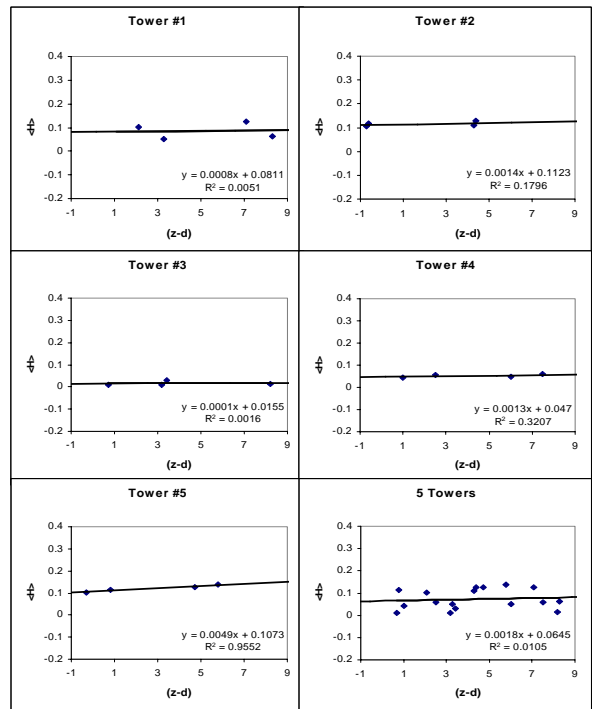 Tower #1
0.4
0.3
0.2
0.1
0
-0.1
-0.2
y = 0.0008x + 0.0811
R² = 0.0051
-1 1 3 5 7 9
(z-d)
Tower #2
0.4
0.3
0.2
0.1
0
-0.1
-0.2
y = 0.0014x + 0.1123
R² = 0.1796
-1 1 3 5 7 9
(z-d)
Tower #3
0.4
0.3
0.2
0.1
0
-0.1
-0.2
y = 0.0001x + 0.0155
R² = 0.0016
-1 1 3 5 7 9
(z-d)
Tower #4
0.4
0.3
0.2
0.1
0
-0.1
-0.2
y = 0.0013x + 0.047
R² = 0.3207
-1 1 3 5 7 9
(z-d)
Tower #5
0.4
0.3
0.2
0.1
0
-0.1
-0.2
y = 0.0049x + 0.1073
R² = 0.9552
-1 1 3 5 7 9
(z-d)
5 Towers
0.4
0.3
0.2
0.1
0
-0.1
-0.2
y = 0.0018x + 0.0645
R² = 0.0105
-1 1 3 5 7 9
(z-d)